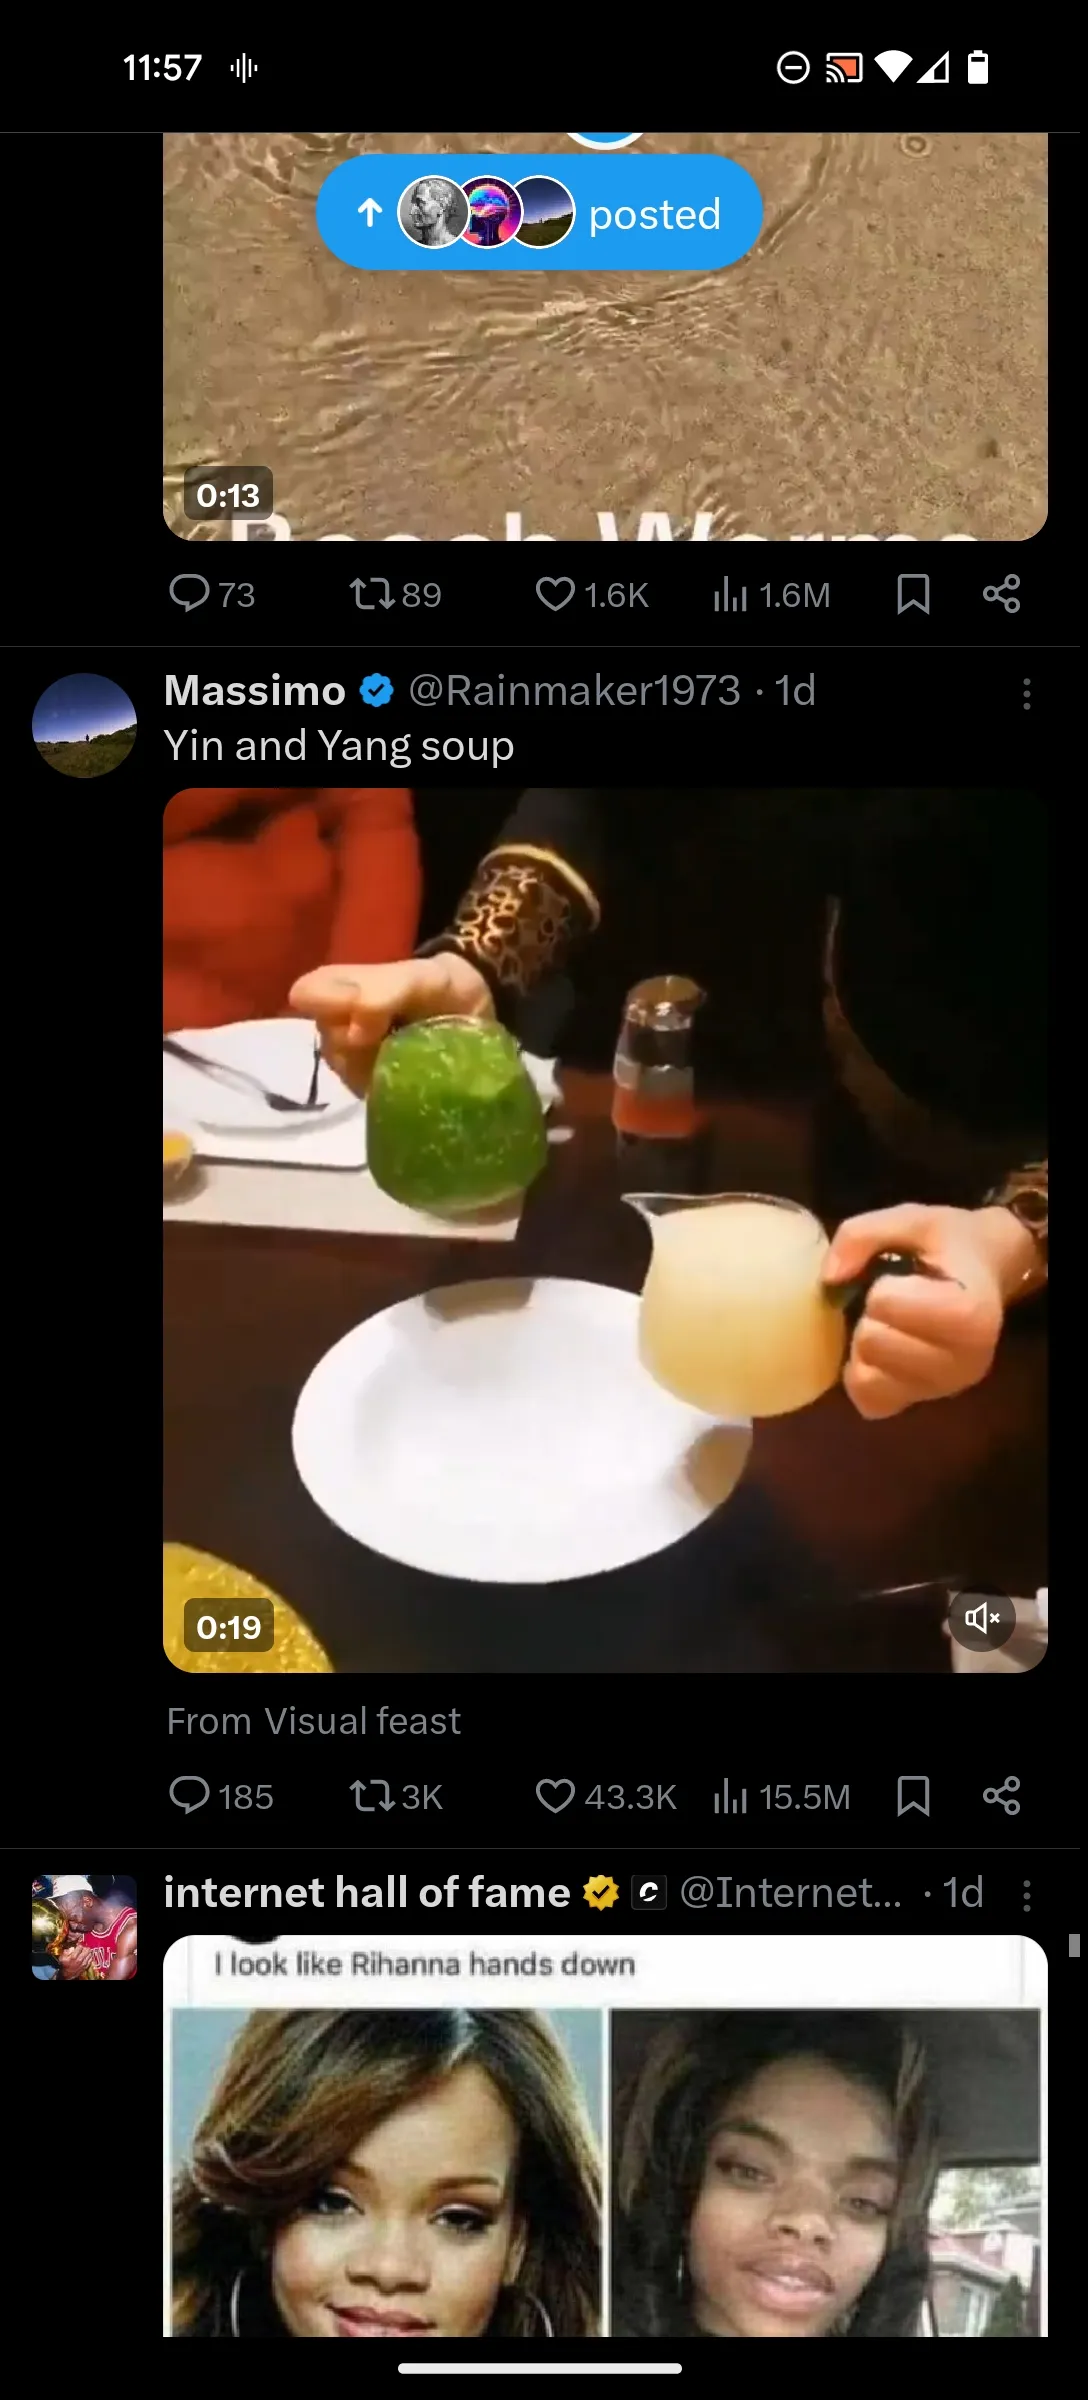 11:57
posted
0:13
Beach Worms
73 89 1.6K 1.6M
Massimo @Rainmaker1973 · 1d
Yin and Yang soup
0:19
From Visual feast
185 3K 43.3K 15.5M
internet hall of fame @Internet... · 1d
I look like Rihanna hands down